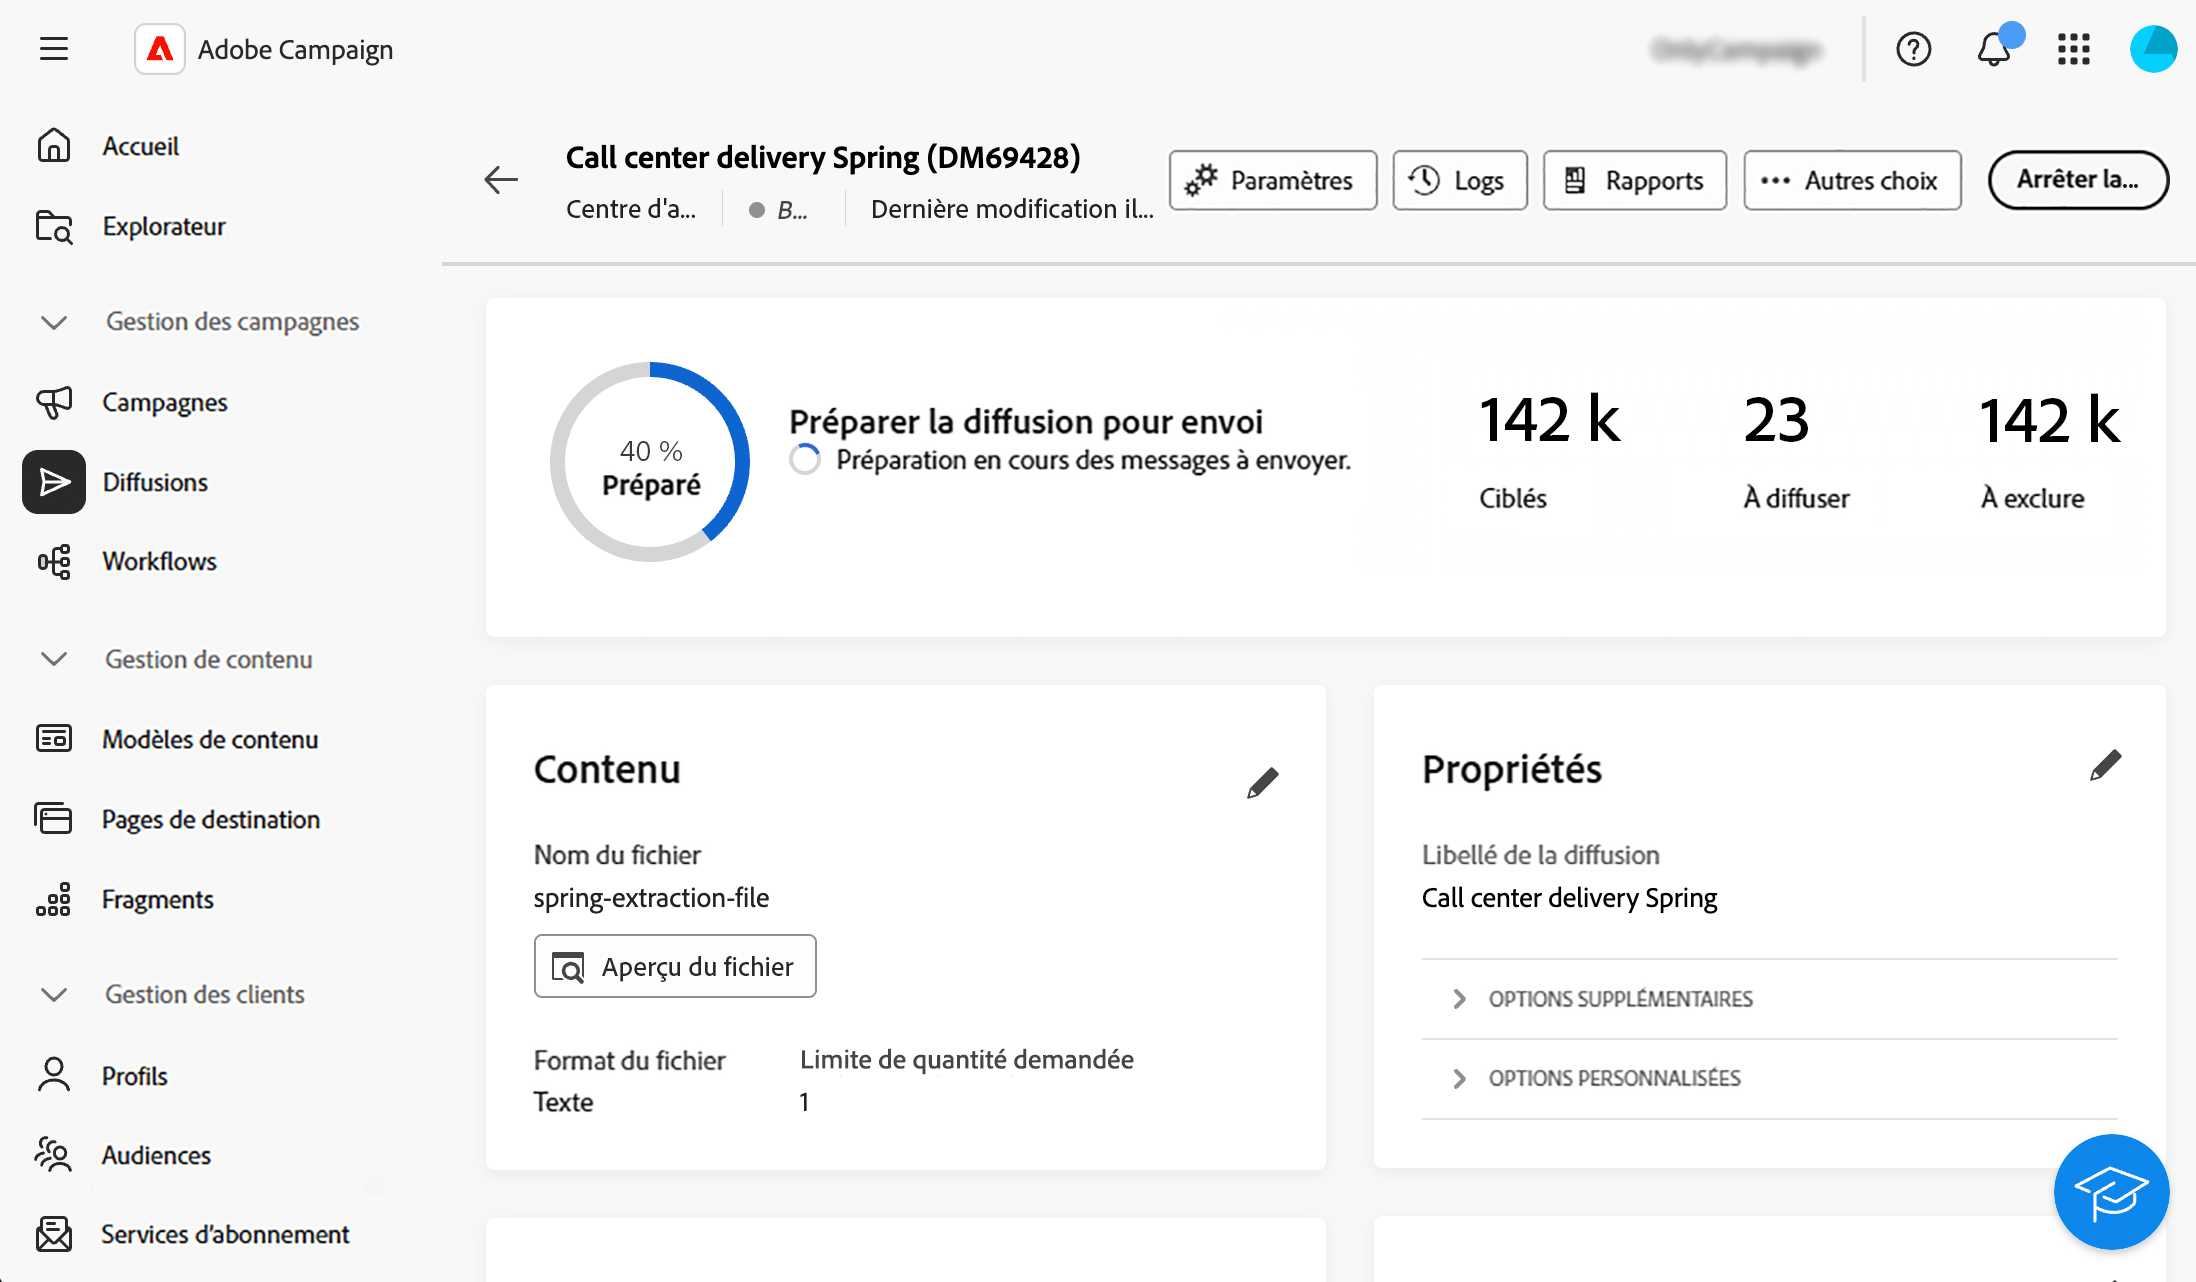 Adobe Campaign
Accueil
Explorateur
Gestion des campagnes
Campagnes
Diffusions
Workflows
Gestion de contenu
Modèles de contenu
Pages de destination
Fragments
Gestion des clients
Profils
Audiences
Services d'abonnement
Call center delivery Spring (DM69428)
Centre d'a... B... Dernière modification il...
Paramètres
Logs
Rapports
Autres choix
Arrêter la...
40 %
Préparé
Préparer la diffusion pour envoi
Préparation en cours des messages à envoyer.
142 k
Ciblés
23
À diffuser
142 k
À exclure
Contenu
Nom du fichier
spring-extraction-file
Aperçu du fichier
Format du fichier
Texte
Limite de quantité demandée
1
Propriétés
Libellé de la diffusion
Call center delivery Spring
OPTIONS SUPPLÉMENTAIRES
OPTIONS PERSONNALISÉES